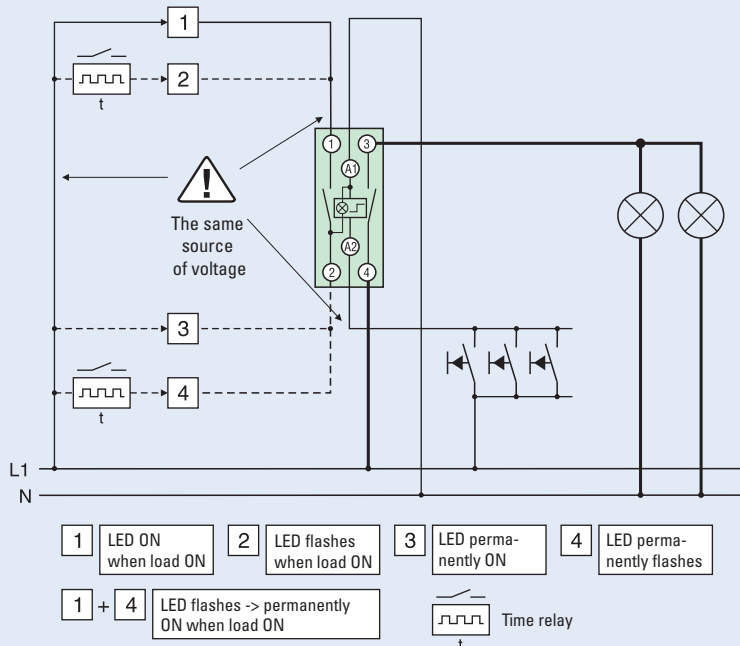 1
2
t
1
3
A1
The same
source
of voltage
A2
2
4
3
4
t
L1
N
1 LED ON
when load ON
2 LED flashes
when load ON
3 LED perma-
nently ON
4 LED perma-
nently flashes
1 + 4 LED flashes -> permanently
ON when load ON
Time relay
t